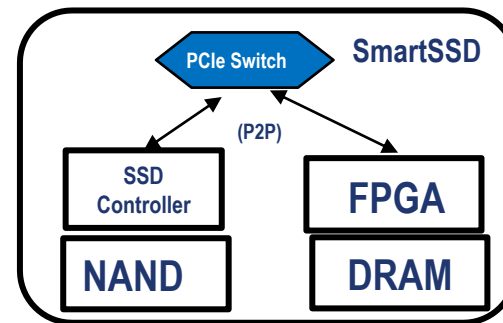 SmartSSD
PCIe Switch
(P2P)
SSD
Controller
FPGA
NAND
DRAM